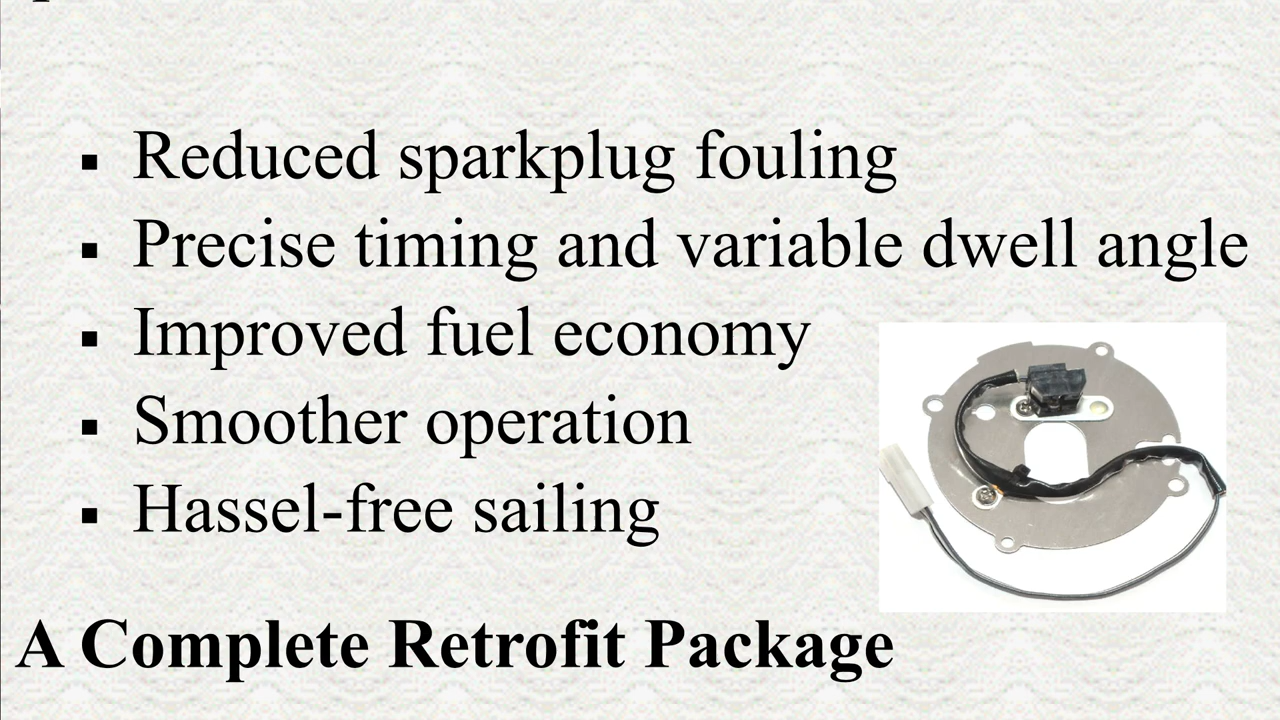 Reduced sparkplug fouling
Precise timing and variable dwell angle
Improved fuel economy
Smoother operation
Hassel-free sailing
A Complete Retrofit Package